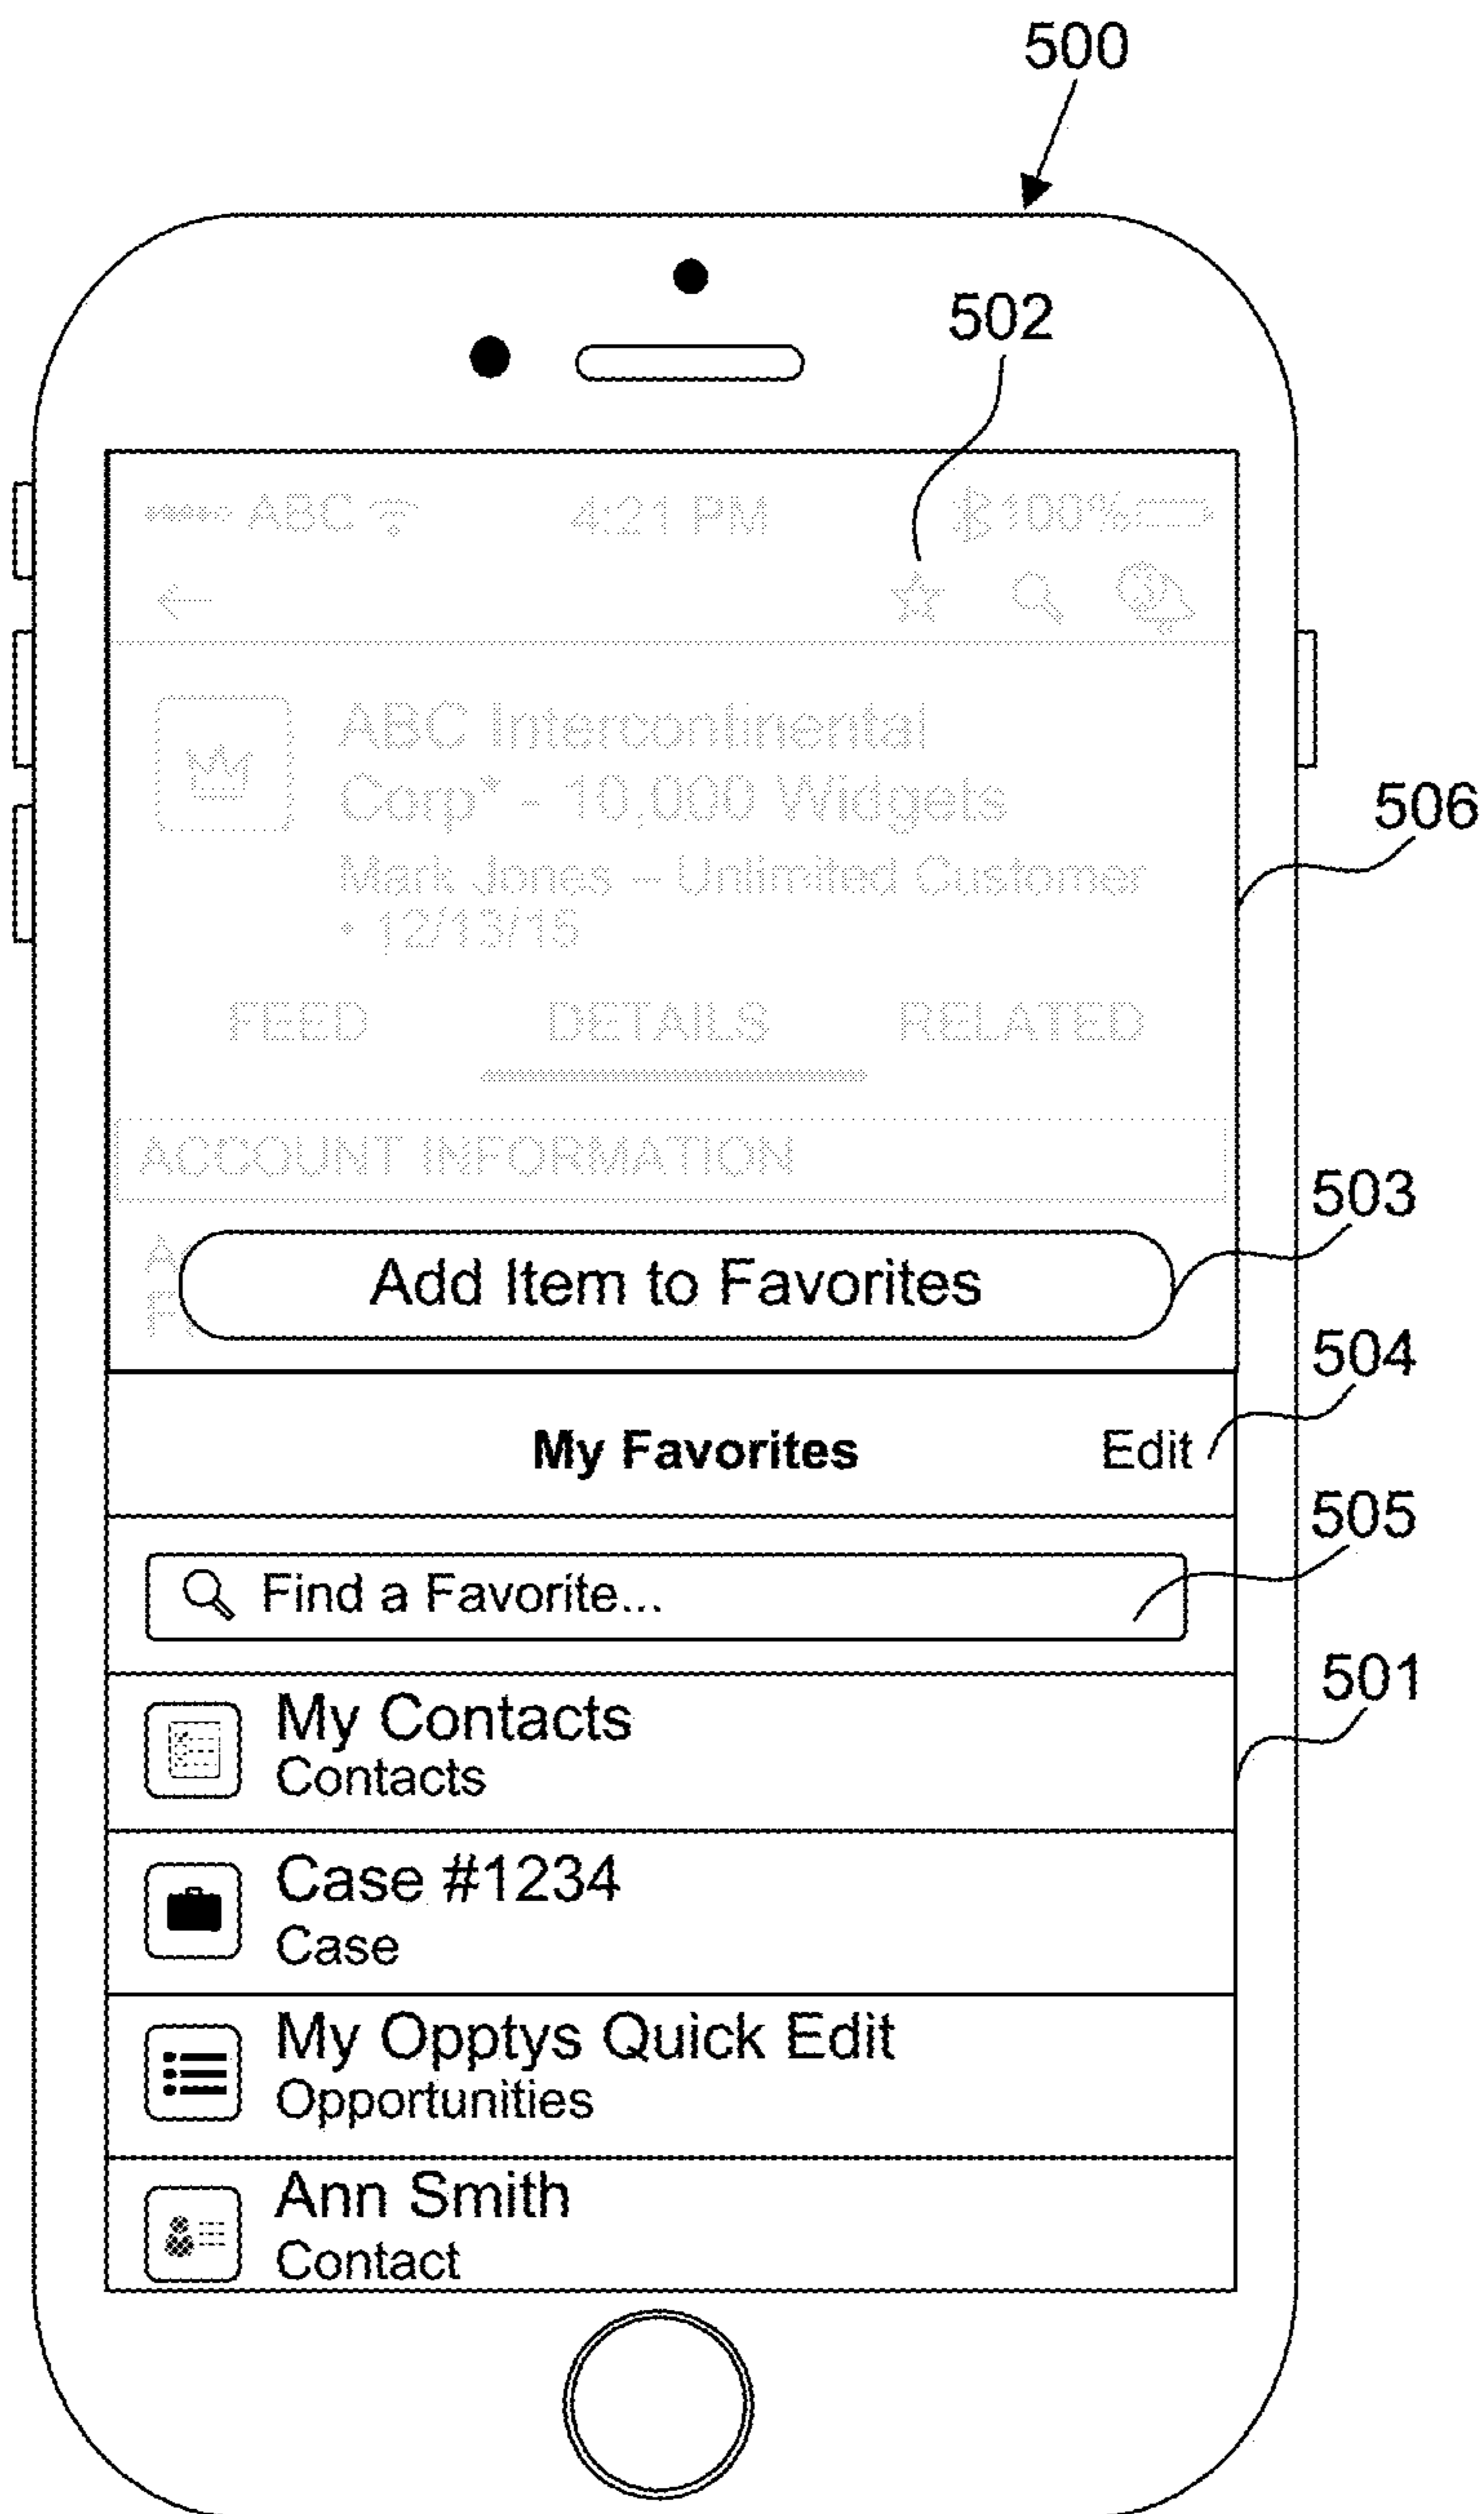 500
502
ABC 4:21 PM 100%
ABC Intercontinental
Corp* - 10,000 Widgets
506
Mark Jones – Unlimited Customer
• 12/13/15
FEED DETAILS RELATED
ACCOUNT INFORMATION
503
Add Item to Favorites
504
My Favorites Edit
505
Find a Favorite...
501
My Contacts
Contacts
Case #1234
Case
My Opptys Quick Edit
Opportunities
Ann Smith
Contact